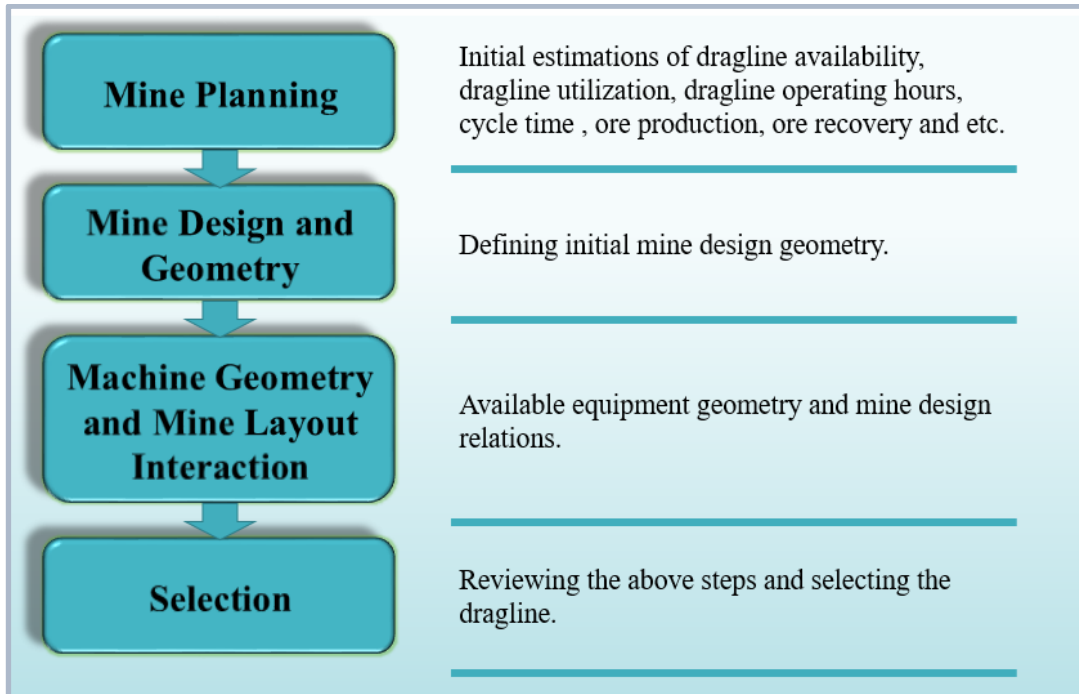 Mine Planning
Initial estimations of dragline availability,
dragline utilization, dragline operating hours,
cycle time , ore production, ore recovery and etc.
Mine Design and
Geometry
Defining initial mine design geometry.
Machine Geometry
and Mine Layout
Interaction
Available equipment geometry and mine design
relations.
Selection
Reviewing the above steps and selecting the
dragline.